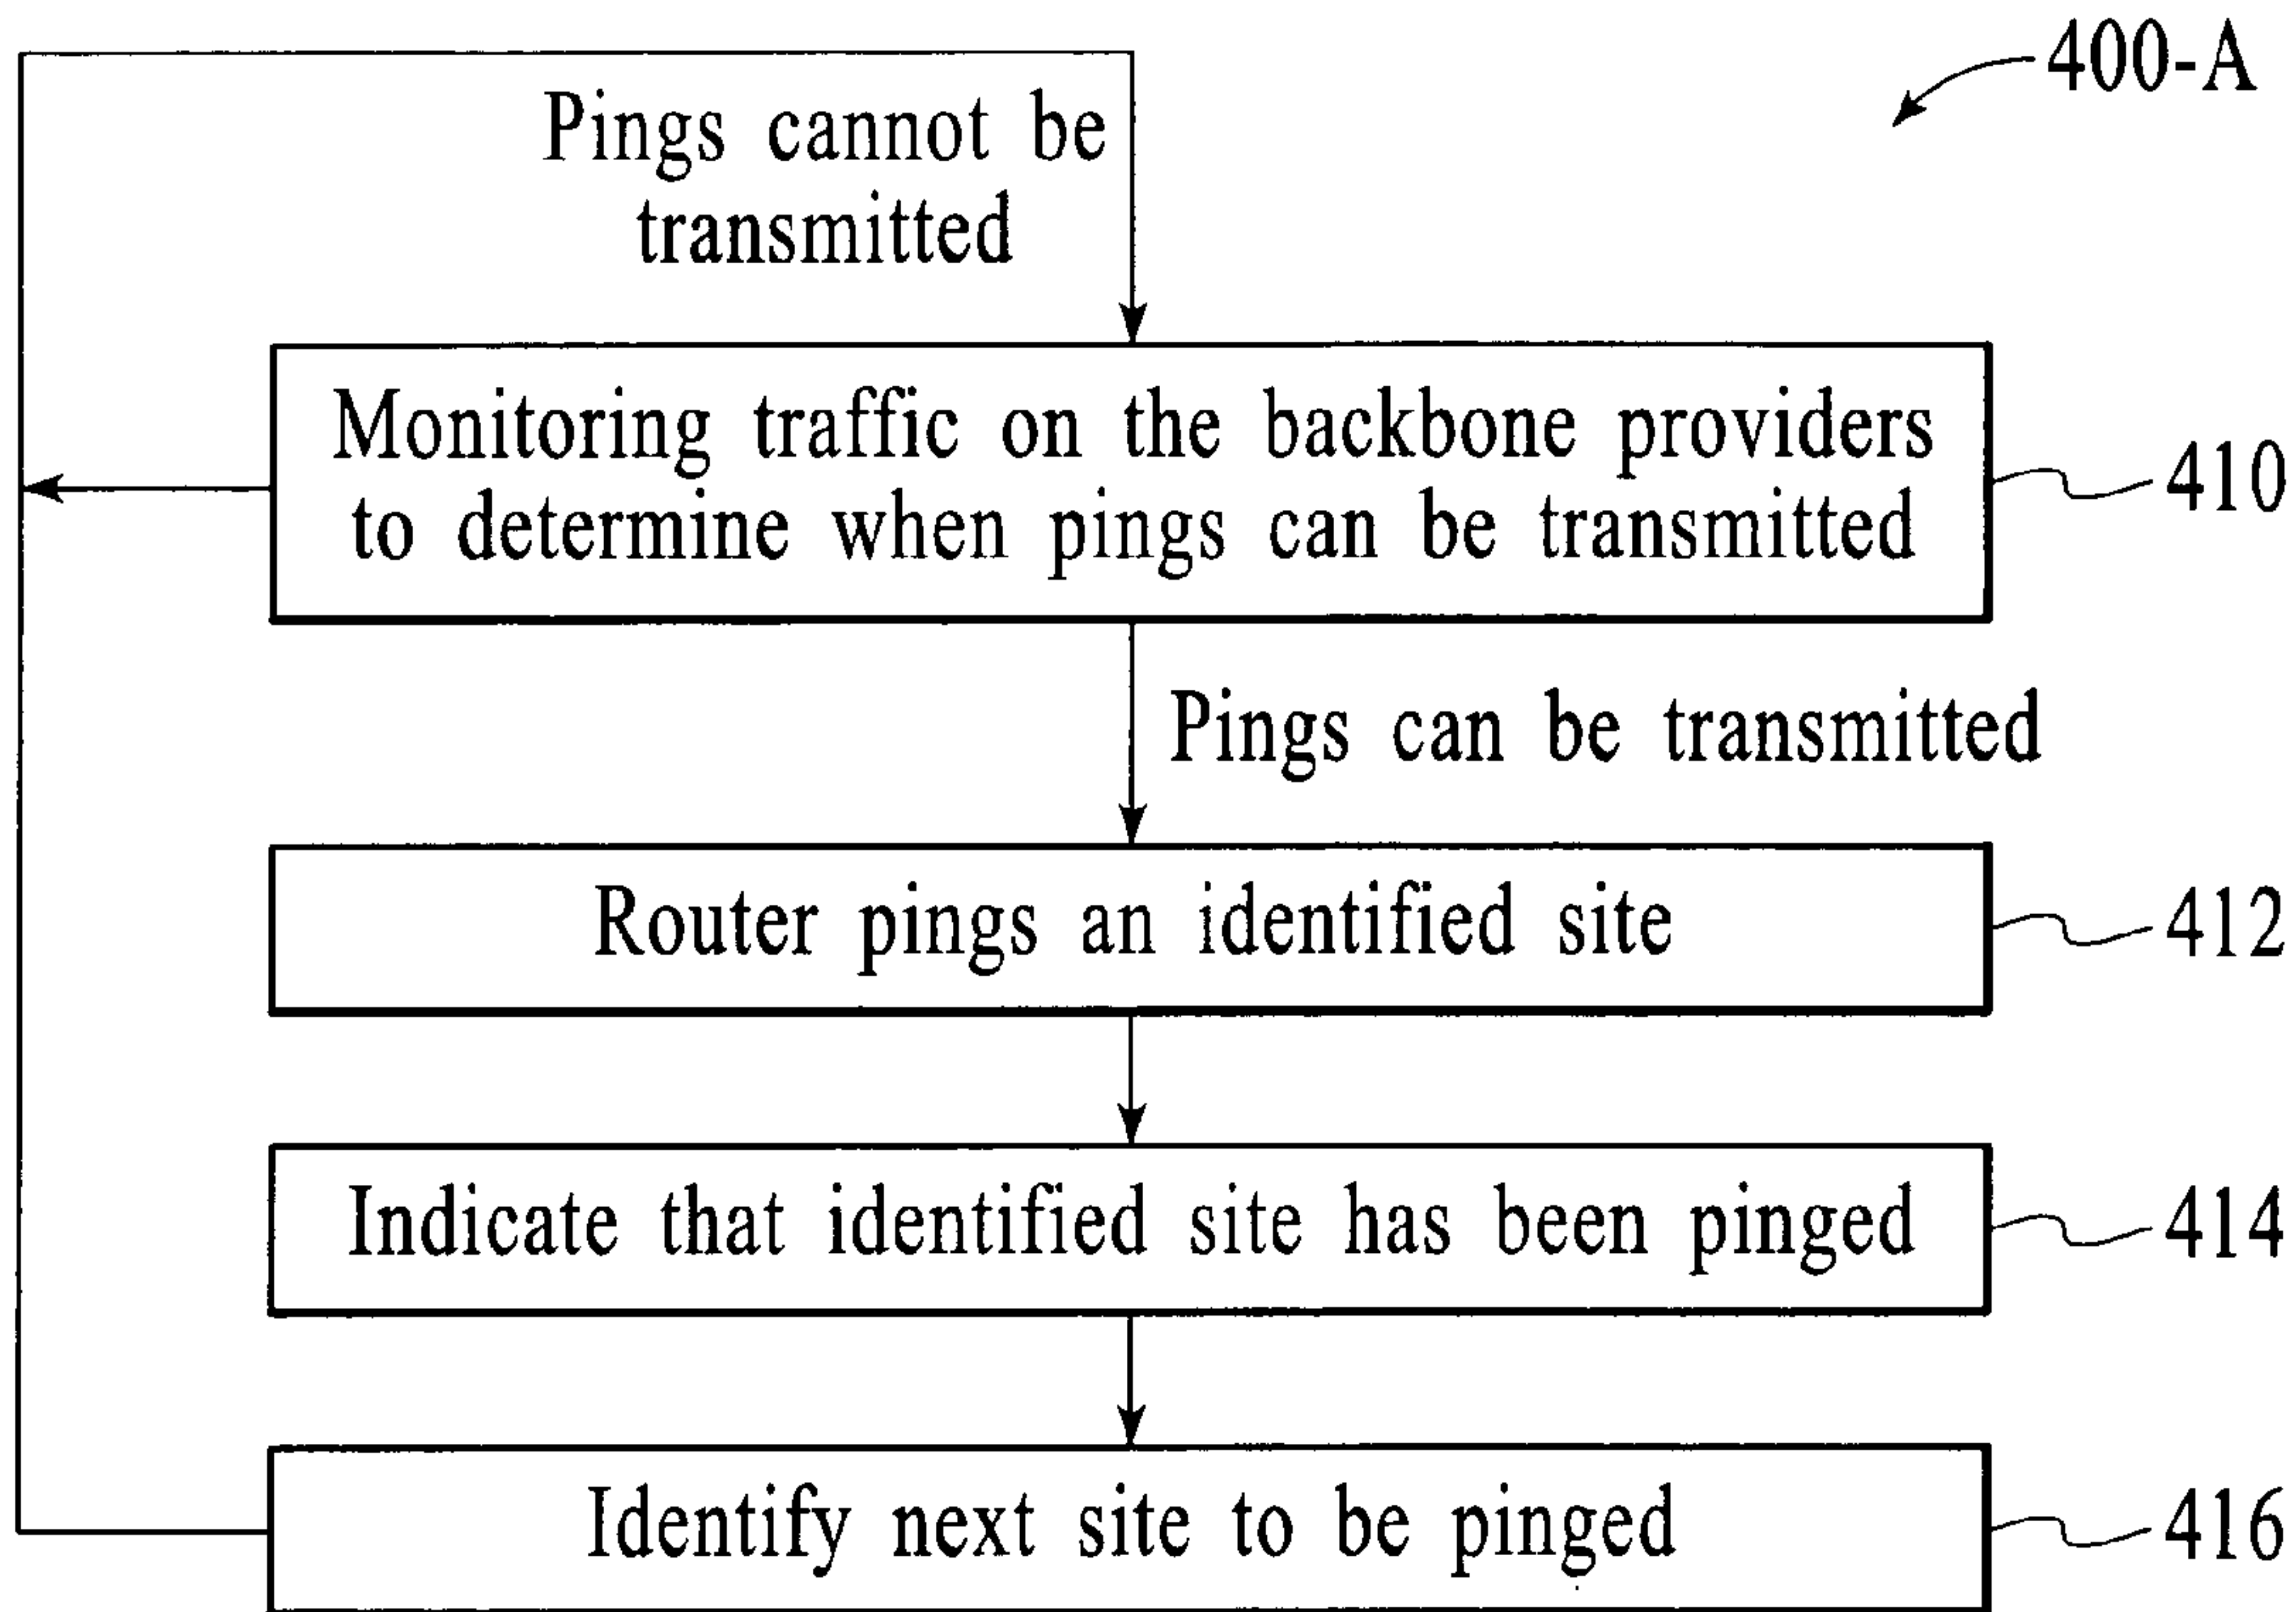 400-A
Pings cannot be
transmitted
Monitoring traffic on the backbone providers
to determine when pings can be transmitted
410
Pings can be transmitted
Router pings an identified site
412
Indicate that identified site has been pinged
414
Identify next site to be pinged
416